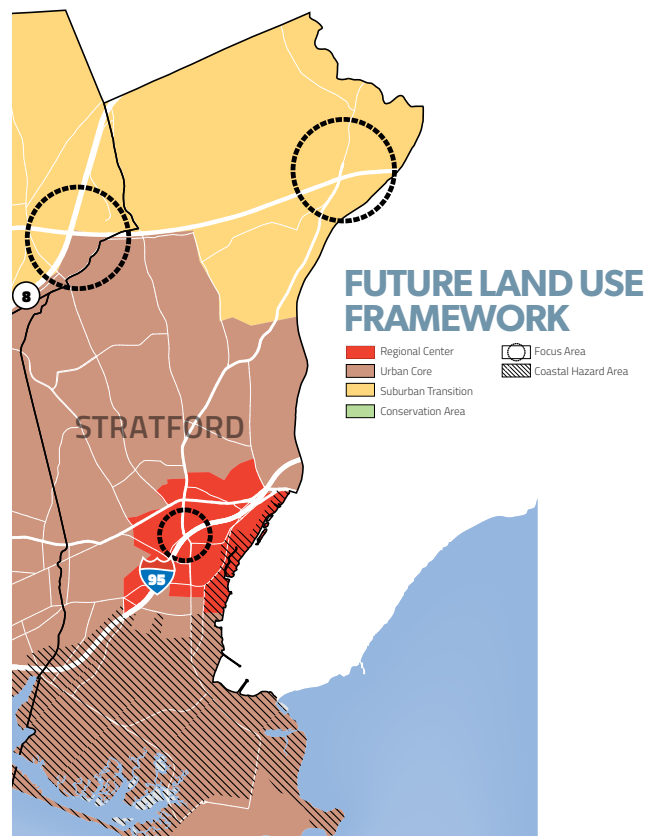 8
FUTURE LAND USE
FRAMEWORK
Regional Center
Urban Core
Suburban Transition
Conservation Area
Focus Area
Coastal Hazard Area
STRATFORD
95